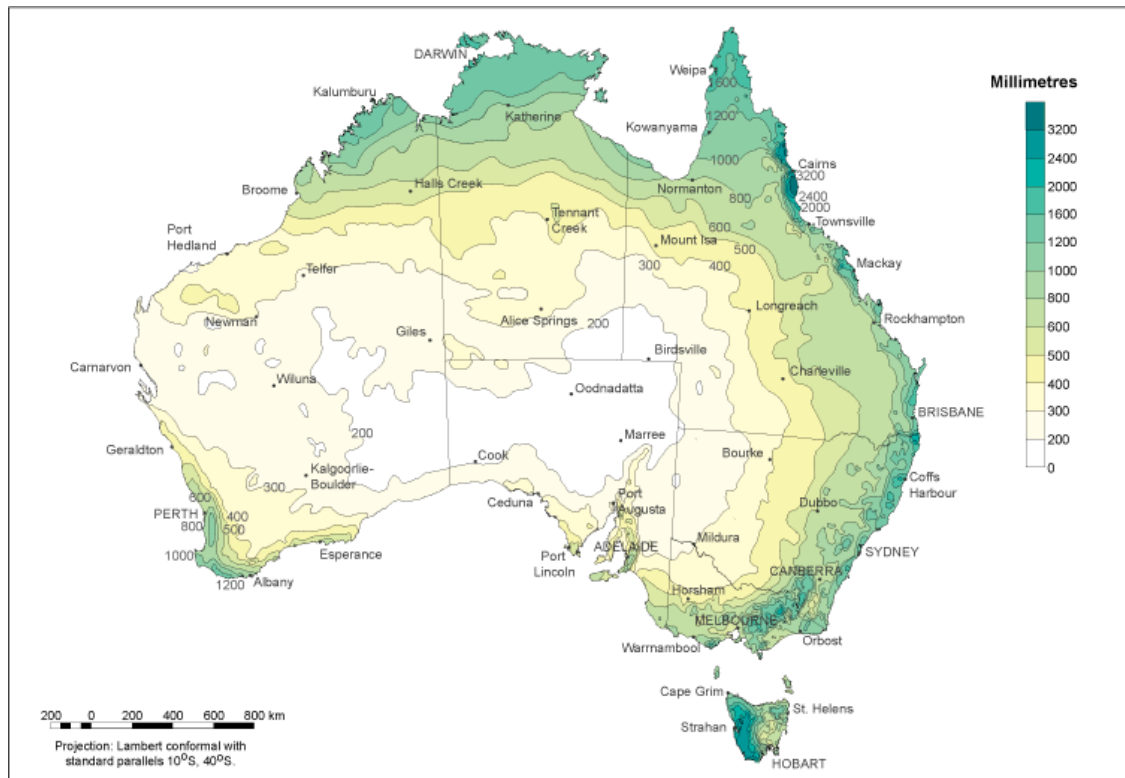 DARWIN
Weipa
1600
Kalumburu
Katherine
1200
Kowanyama
Cairns
1000
3200
Broome
Halls Creek
Normanton
800
2400
2000
Tennant
Creek
600
Townsville
Port
Hedland
Mount Isa
500
Telfer
300
400
Mackay
Newman
Alice Springs
200
Longreach
Rockhampton
Giles
Birdsville
Carnarvon
Wiluna
Oodnadatta
Charleville
BRISBANE
200
Marree
Geraldton
Cook
Bourke
300
Kalgoorlie-
Boulder
Coffs
Harbour
600
Ceduna
Port
Augusta
Dubbo
PERTH
400
800
500
Esperance
Port
Lincoln
ADELAIDE
Mildura
SYDNEY
1000
1200
Albany
CANBERRA
Horsham
MELBOURNE
Orbost
Warrnambool
Cape Grim
St. Helens
Strahan
HOBART
Millimetres
3200
2400
2000
1600
1200
1000
800
600
500
400
300
200
0
200 0 200 400 600 800 km
Projection: Lambert conformal with
standard parallels 10°S, 40°S.